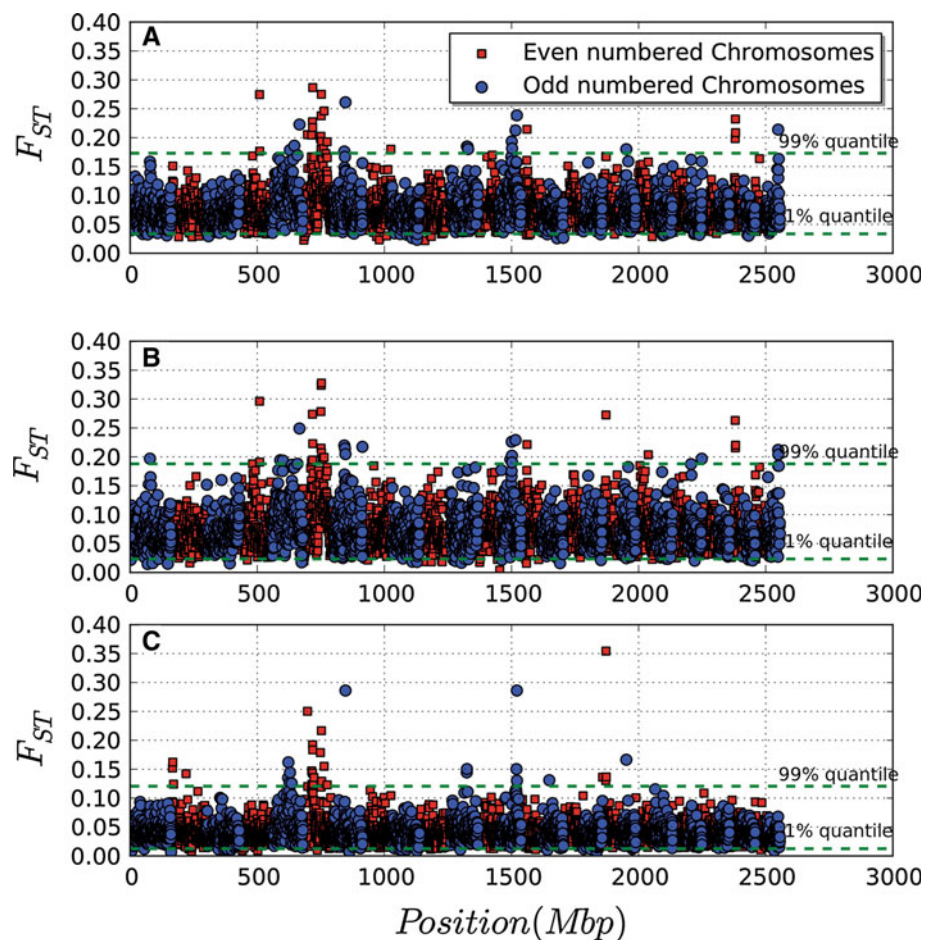 A
Even numbered Chromosomes
Odd numbered Chromosomes
0.40
0.35
0.30
0.25
0.20
0.15
0.10
0.05
0.00
F_ST
99% quantile
1% quantile
0 500 1000 1500 2000 2500 3000
B
0.40
0.35
0.30
0.25
0.20
0.15
0.10
0.05
0.00
F_ST
99% quantile
1% quantile
0 500 1000 1500 2000 2500 3000
C
0.40
0.35
0.30
0.25
0.20
0.15
0.10
0.05
0.00
F_ST
99% quantile
1% quantile
0 500 1000 1500 2000 2500 3000
Position(Mbp)